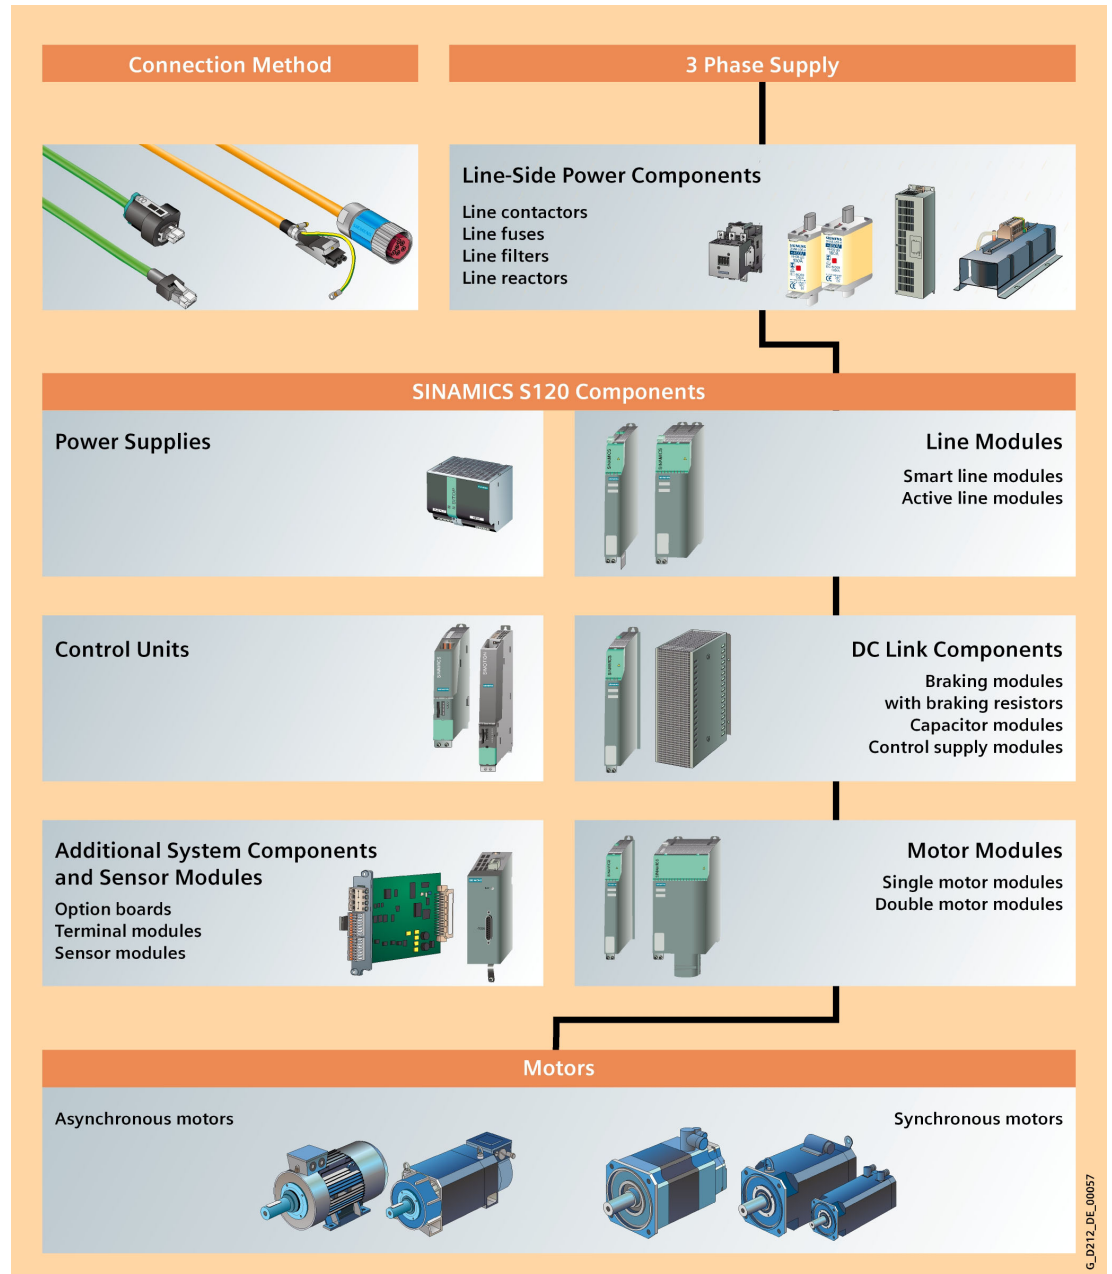 Connection Method
3 Phase Supply
Line-Side Power Components
Line contactors
Line fuses
Line filters
Line reactors
SINAMICS S120 Components
Power Supplies
Line Modules
Smart line modules
Active line modules
Control Units
DC Link Components
Braking modules
with braking resistors
Capacitor modules
Control supply modules
Additional System Components
and Sensor Modules
Option boards
Terminal modules
Sensor modules
Motor Modules
Single motor modules
Double motor modules
Motors
Asynchronous motors
Synchronous motors
G_D212_DE_00057